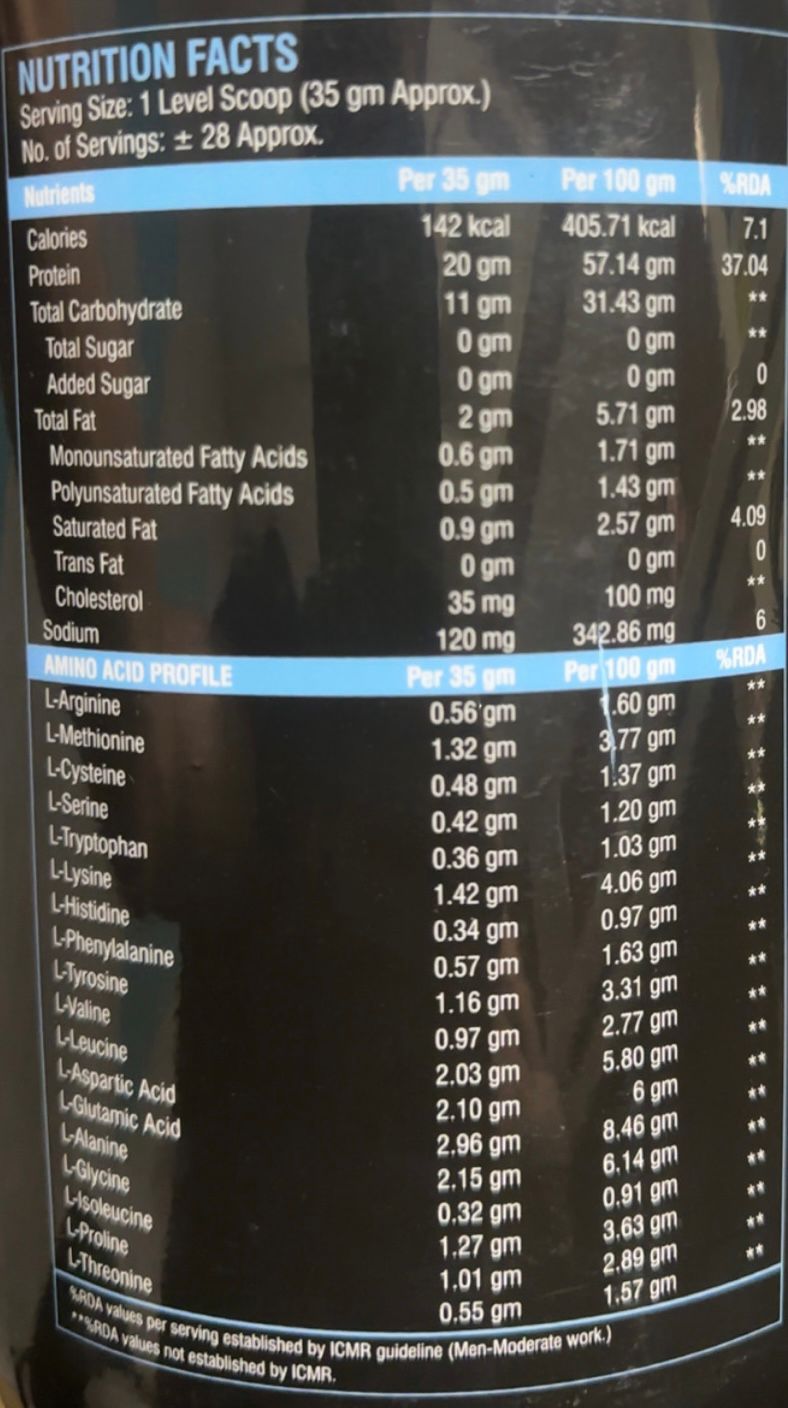 NUTRITION FACTS
Serving Size: 1 Level Scoop (35 gm Approx.)
No. of Servings: ± 28 Approx.
Nutrients Per 35 gm Per 100 gm %RDA
Calories 142 kcal 405.71 kcal 7.1
Protein 20 gm 57.14 gm 37.04
Total Carbohydrate 11 gm 31.43 gm **
Total Sugar 0 gm 0 gm **
Added Sugar 0 gm 0 gm 0
Total Fat 2 gm 5.71 gm 2.98
Monounsaturated Fatty Acids 0.6 gm 1.71 gm **
Polyunsaturated Fatty Acids 0.5 gm 1.43 gm **
Saturated Fat 0.9 gm 2.57 gm 4.09
Trans Fat 0 gm 0 gm 0
Cholesterol 35 mg 100 mg **
Sodium 120 mg 342.86 mg 6
AMINO ACID PROFILE Per 35 gm Per 100 gm %RDA
L-Arginine 0.56 gm 1.60 gm **
L-Methionine 1.32 gm 3.77 gm **
L-Cysteine 0.48 gm 1.37 gm **
L-Serine 0.42 gm 1.20 gm **
L-Tryptophan 0.36 gm 1.03 gm **
L-Lysine 1.42 gm 4.06 gm **
L-Histidine 0.34 gm 0.97 gm **
L-Phenylalanine 0.57 gm 1.63 gm **
L-Tyrosine 1.16 gm 3.31 gm **
L-Valine 0.97 gm 2.77 gm **
L-Leucine 2.03 gm 5.80 gm **
L-Aspartic Acid 2.10 gm 6 gm **
L-Glutamic Acid 2.96 gm 8.46 gm **
L-Alanine 2.15 gm 6.14 gm **
L-Glycine 0.32 gm 0.91 gm **
L-Isoleucine 1.27 gm 3.63 gm **
L-Proline 1.01 gm 2.89 gm **
L-Threonine 0.55 gm 1.57 gm **
%RDA values per serving established by ICMR guideline (Men-Moderate work.)
**%RDA values not established by ICMR.